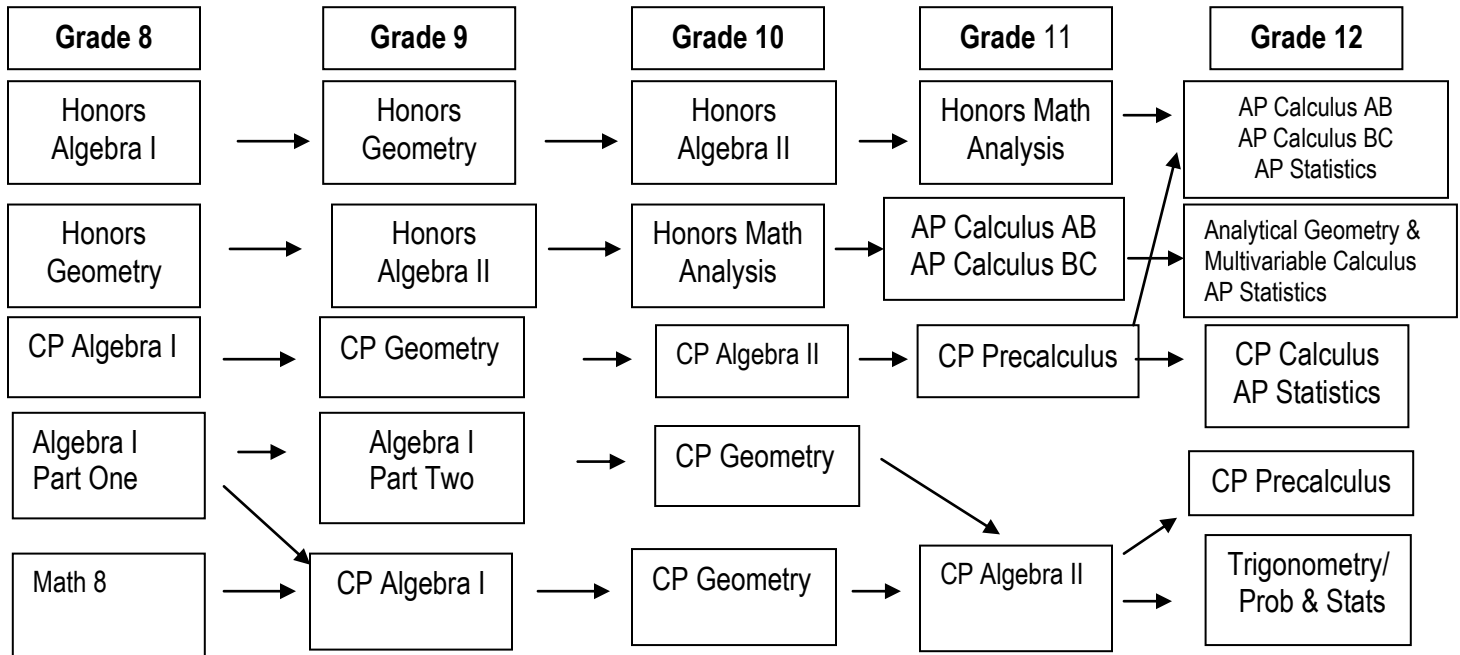 Grade 8
Grade 9
Grade 10
Grade 11
Grade 12
Honors
Algebra I
Honors
Geometry
Honors
Algebra II
Honors Math
Analysis
AP Calculus AB
AP Calculus BC
AP Statistics
Honors
Geometry
Honors
Algebra II
Honors Math
Analysis
AP Calculus AB
AP Calculus BC
Analytical Geometry &
Multivariable Calculus
AP Statistics
CP Algebra I
CP Geometry
CP Algebra II
CP Precalculus
CP Calculus
AP Statistics
Algebra I
Part One
Algebra I
Part Two
CP Geometry
CP Precalculus
Math 8
CP Algebra I
CP Geometry
CP Algebra II
Trigonometry/
Prob & Stats